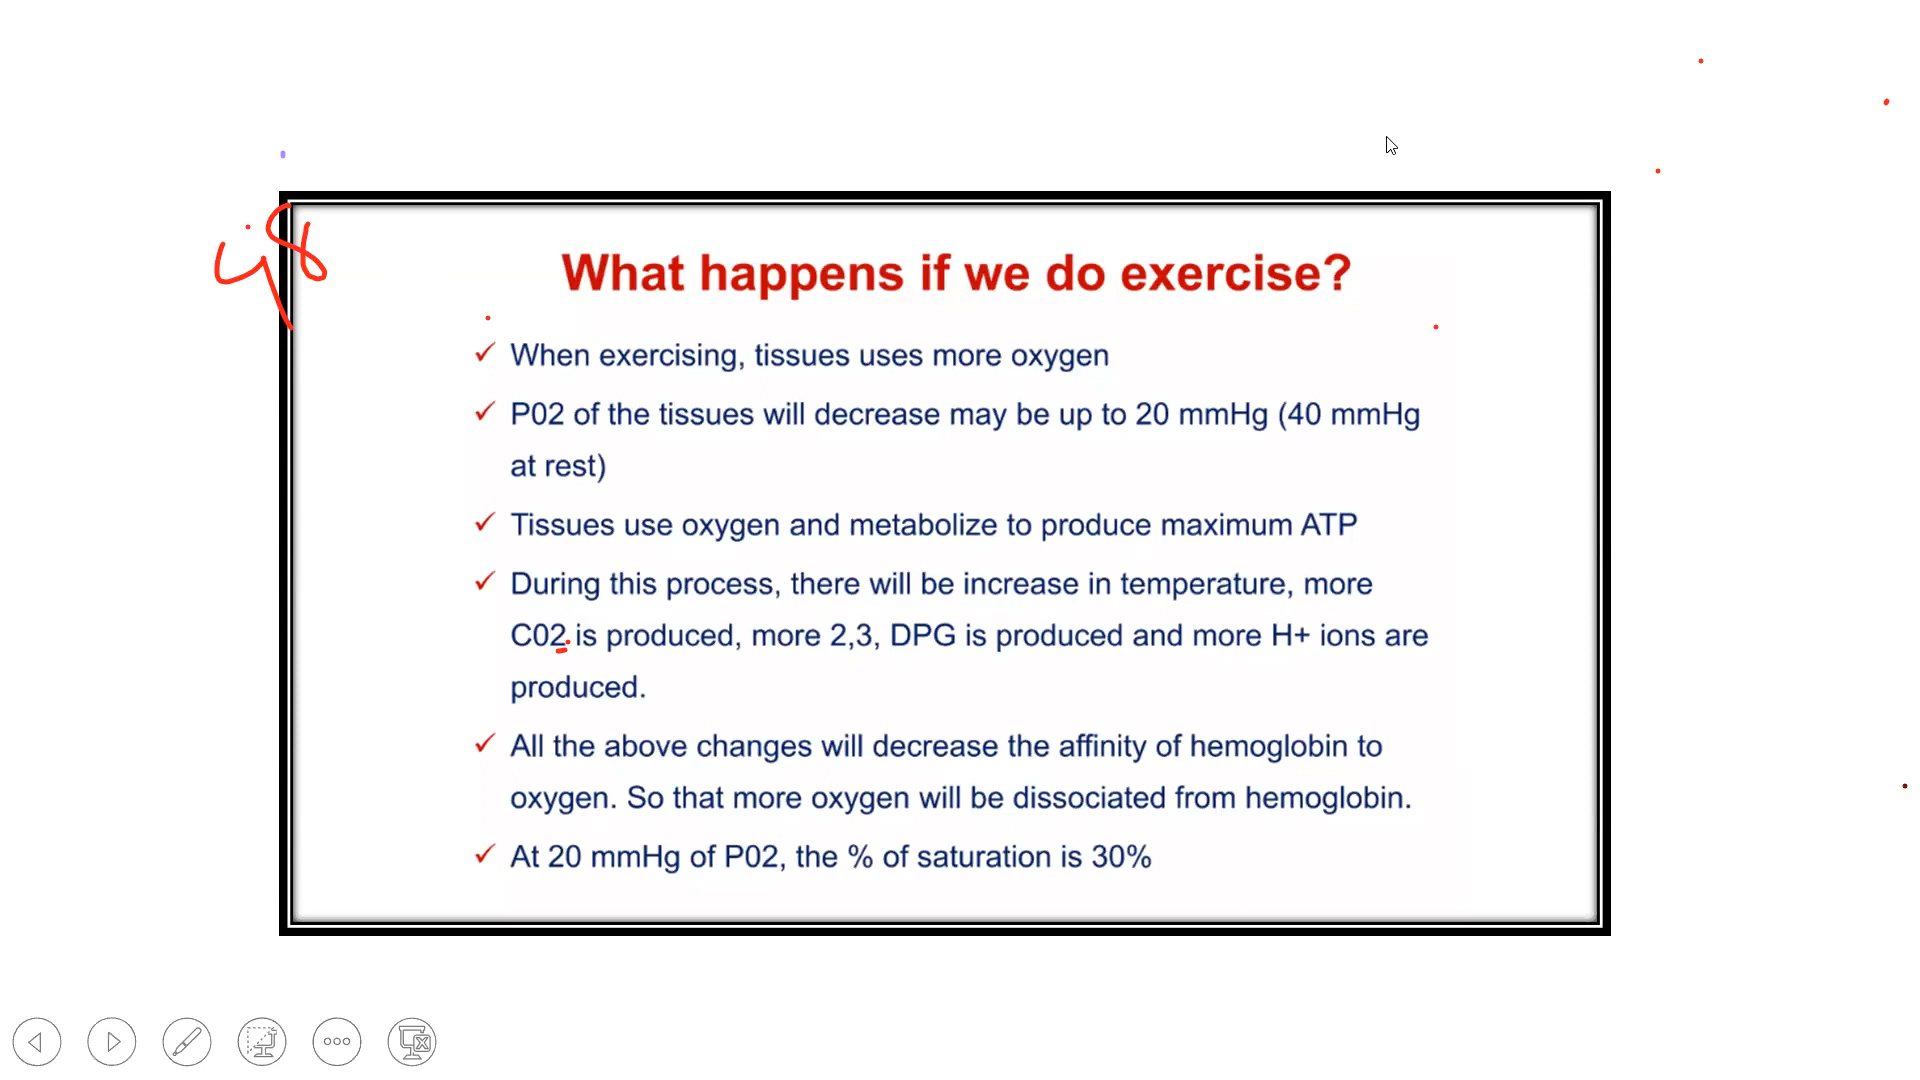 What happens if we do exercise?
✓ When exercising, tissues uses more oxygen
✓ P02 of the tissues will decrease may be up to 20 mmHg (40 mmHg
at rest)
✓ Tissues use oxygen and metabolize to produce maximum ATP
✓ During this process, there will be increase in temperature, more
C02 is produced, more 2,3, DPG is produced and more H+ ions are
produced.
✓ All the above changes will decrease the affinity of hemoglobin to
oxygen. So that more oxygen will be dissociated from hemoglobin.
✓ At 20 mmHg of P02, the % of saturation is 30%